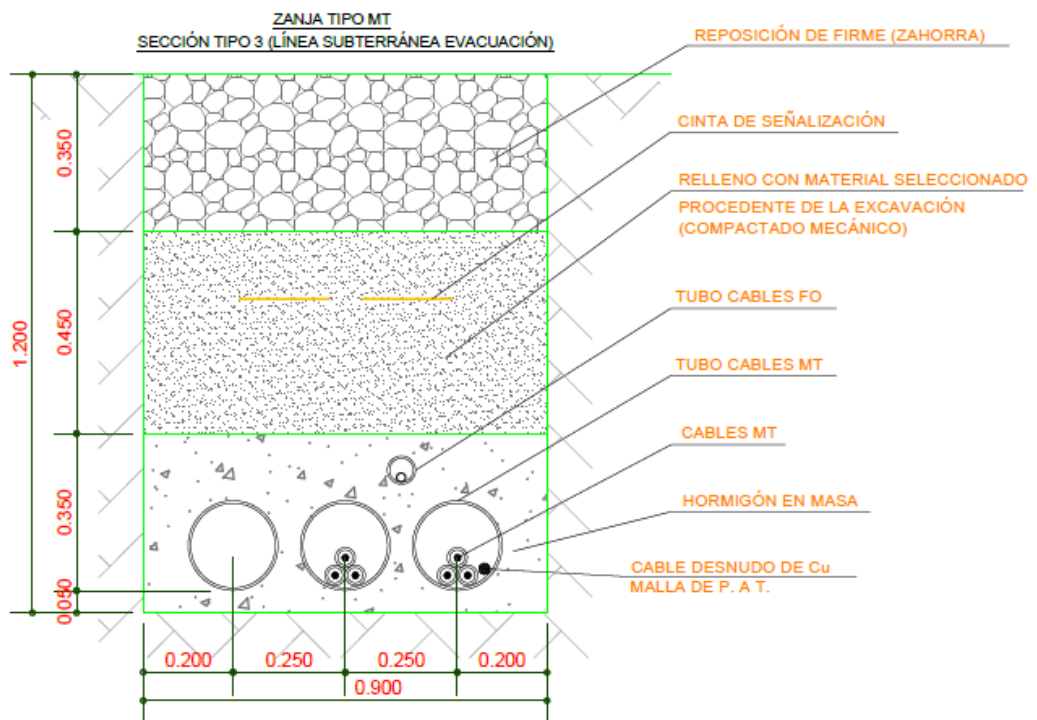 ZANJA TIPO MT
SECCIÓN TIPO 3 (LÍNEA SUBTERRÁNEA EVACUACIÓN)
REPOSICIÓN DE FIRME (ZAHORRA)
CINTA DE SEÑALIZACIÓN
RELLENO CON MATERIAL SELECCIONADO
PROCEDENTE DE LA EXCAVACIÓN
(COMPACTADO MECÁNICO)
TUBO CABLES FO
TUBO CABLES MT
CABLES MT
HORMIGÓN EN MASA
CABLE DESNUDO DE Cu
MALLA DE P. A T.
1.200
0.350
0.450
0.350
0.050
0.200
0.250
0.250
0.200
0.900